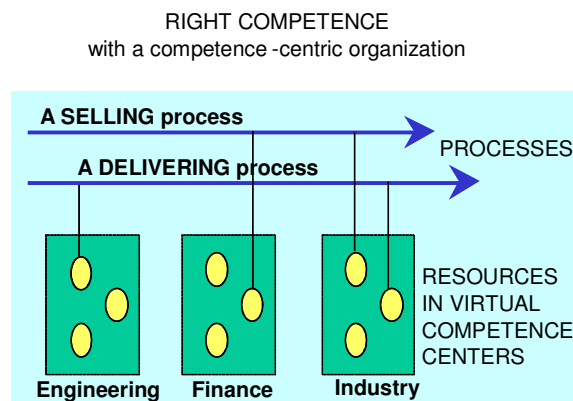 RIGHT COMPETENCE
with a competence -centric organization
A SELLING process
PROCESSES
A DELIVERING process
RESOURCES
IN VIRTUAL
COMPETENCE
CENTERS
Engineering
Finance
Industry